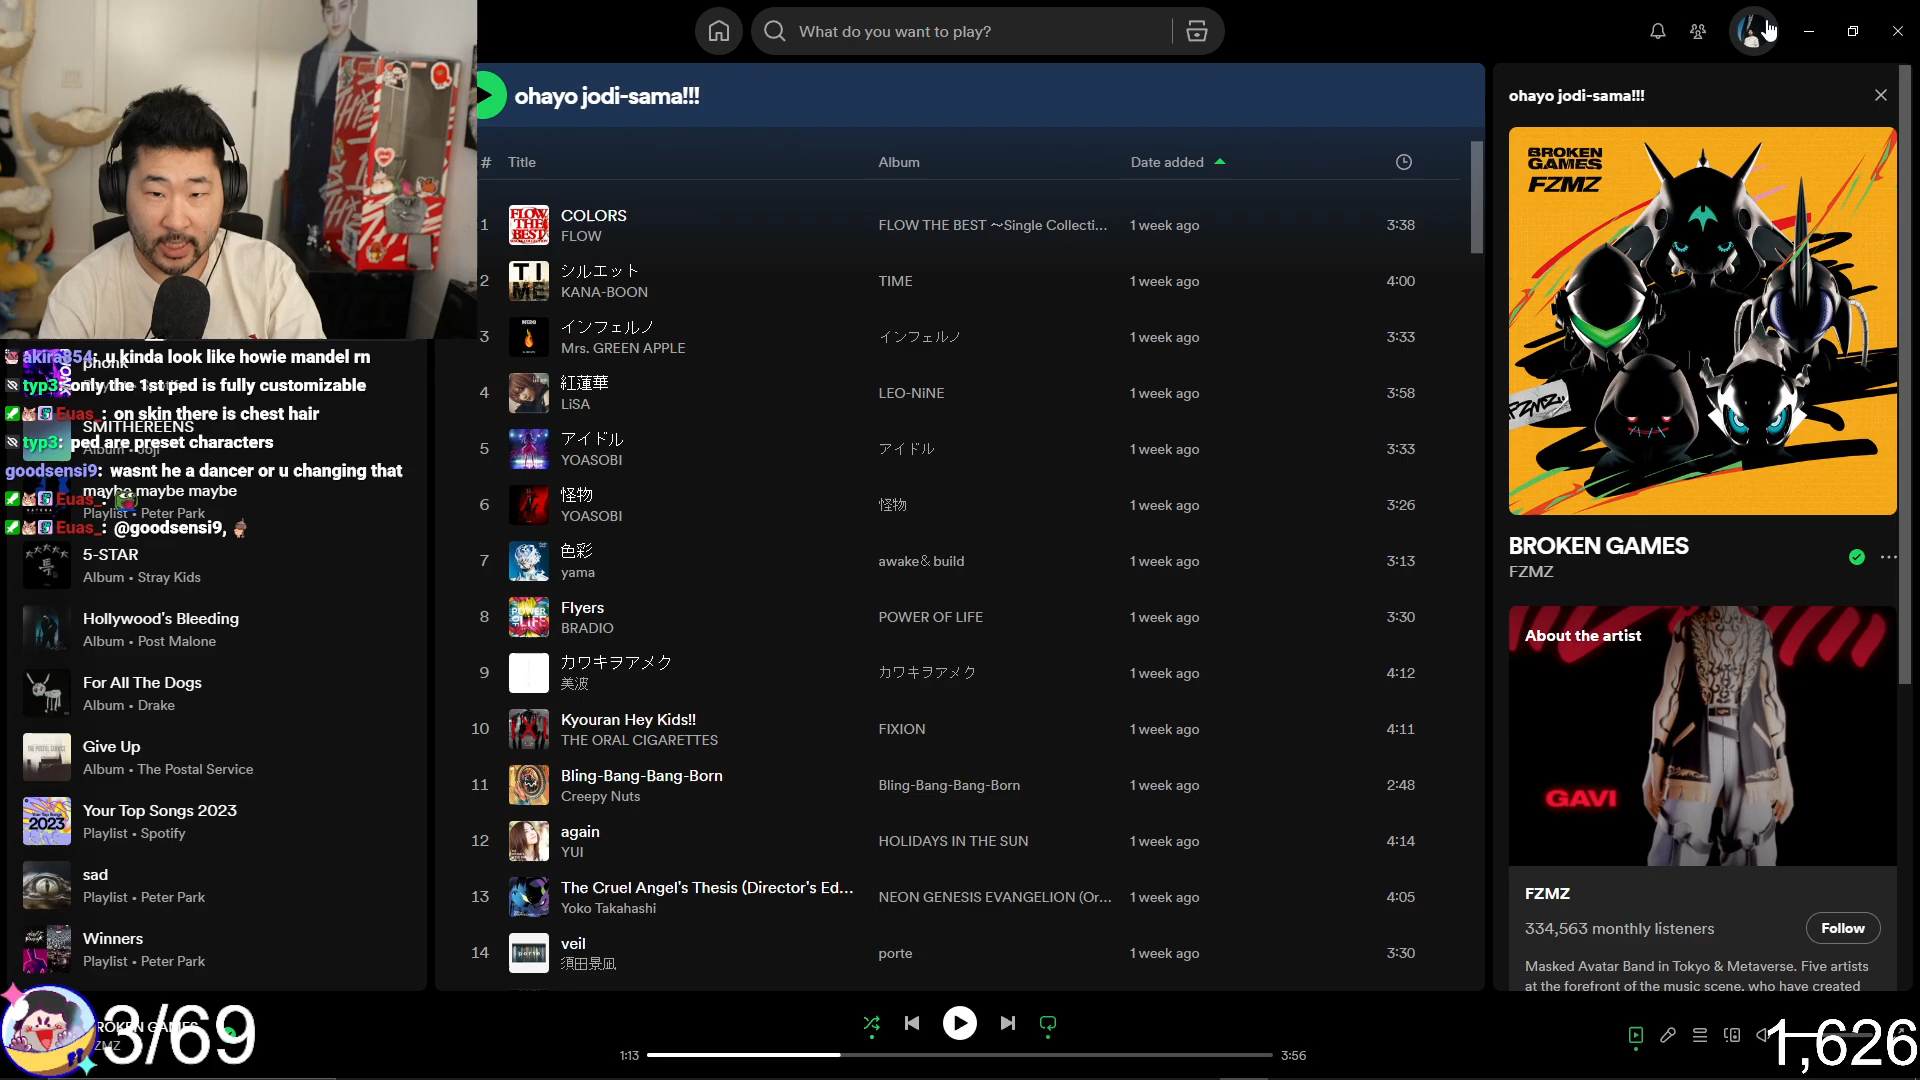 What do you want to play?
ohayo jodi-sama!!!
# Title Album Date added
1 COLORS FLOW THE BEST ～Single Collecti... 1 week ago 3:38
FLOW
2 シルエット TIME 1 week ago 4:00
KANA-BOON
3 インフェルノ インフェルノ 1 week ago 3:33
Mrs. GREEN APPLE
4 紅蓮華 LEO-NiNE 1 week ago 3:58
LiSA
5 アイドル アイドル 1 week ago 3:33
YOASOBI
6 怪物 怪物 1 week ago 3:26
YOASOBI
7 色彩 awake＆build 1 week ago 3:13
yama
8 Flyers POWER OF LIFE 1 week ago 3:30
BRADIO
9 カワキヲアメク カワキヲアメク 1 week ago 4:12
美波
10 Kyouran Hey Kids!! FIXION 1 week ago 4:11
THE ORAL CIGARETTES
11 Bling-Bang-Bang-Born Bling-Bang-Bang-Born 1 week ago 2:48
Creepy Nuts
12 again HOLIDAYS IN THE SUN 1 week ago 4:14
YUI
13 The Cruel Angel's Thesis (Director's Ed... NEON GENESIS EVANGELION (Or... 1 week ago 4:05
Yoko Takahashi
14 veil porte 1 week ago 3:30
須田景凪
akira854: u kinda look like howie mandel rn
phonk
typ3: only the 1st ped is fully customizable
Euas_: on skin there is chest hair
SMITHEREENS
typ3: ped are preset characters
Album • Joji
goodsensi9: wasnt he a dancer or u changing that
maybe maybe maybe
Euas_:
Playlist • Peter Park
Euas_: @goodsensi9,
5-STAR
Album • Stray Kids
Hollywood's Bleeding
Album • Post Malone
For All The Dogs
Album • Drake
Give Up
Album • The Postal Service
Your Top Songs 2023
Playlist • Spotify
sad
Playlist • Peter Park
Winners
Playlist • Peter Park
ohayo jodi-sama!!!
BROKEN
GAMES
FZMZ
FZMZ
BROKEN GAMES
FZMZ
About the artist
GAVI
FZMZ
334,563 monthly listeners
Follow
Masked Avatar Band in Tokyo & Metaverse. Five artists
at the forefront of the music scene, who have created
3/69
1:13
3:56
1,626